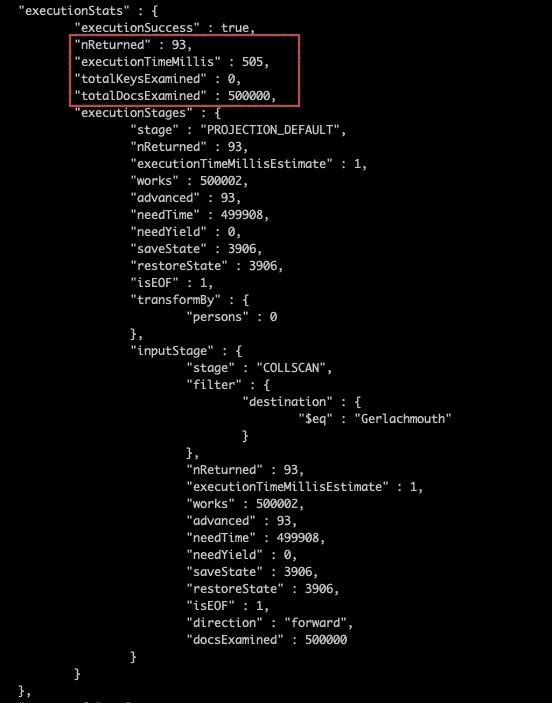 "executionStats" : {
"executionSuccess" : true,
"nReturned" : 93,
"executionTimeMillis" : 505,
"totalKeysExamined" : 0,
"totalDocsExamined" : 500000,
"executionStages" : {
"stage" : "PROJECTION_DEFAULT",
"nReturned" : 93,
"executionTimeMillisEstimate" : 1,
"works" : 500002,
"advanced" : 93,
"needTime" : 499908,
"needYield" : 0,
"saveState" : 3906,
"restoreState" : 3906,
"isEOF" : 1,
"transformBy" : {
"persons" : 0
},
"inputStage" : {
"stage" : "COLLSCAN",
"filter" : {
"destination" : {
"$eq" : "Gerlachmouth"
}
},
"nReturned" : 93,
"executionTimeMillisEstimate" : 1,
"works" : 500002,
"advanced" : 93,
"needTime" : 499908,
"needYield" : 0,
"saveState" : 3906,
"restoreState" : 3906,
"isEOF" : 1,
"direction" : "forward",
"docsExamined" : 500000
}
}
},